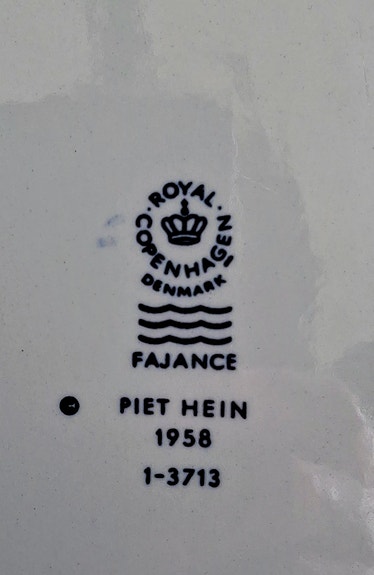 ROYAL
COPENHAGEN
DENMARK
FAJANCE
PIET HEIN
1958
1-3713